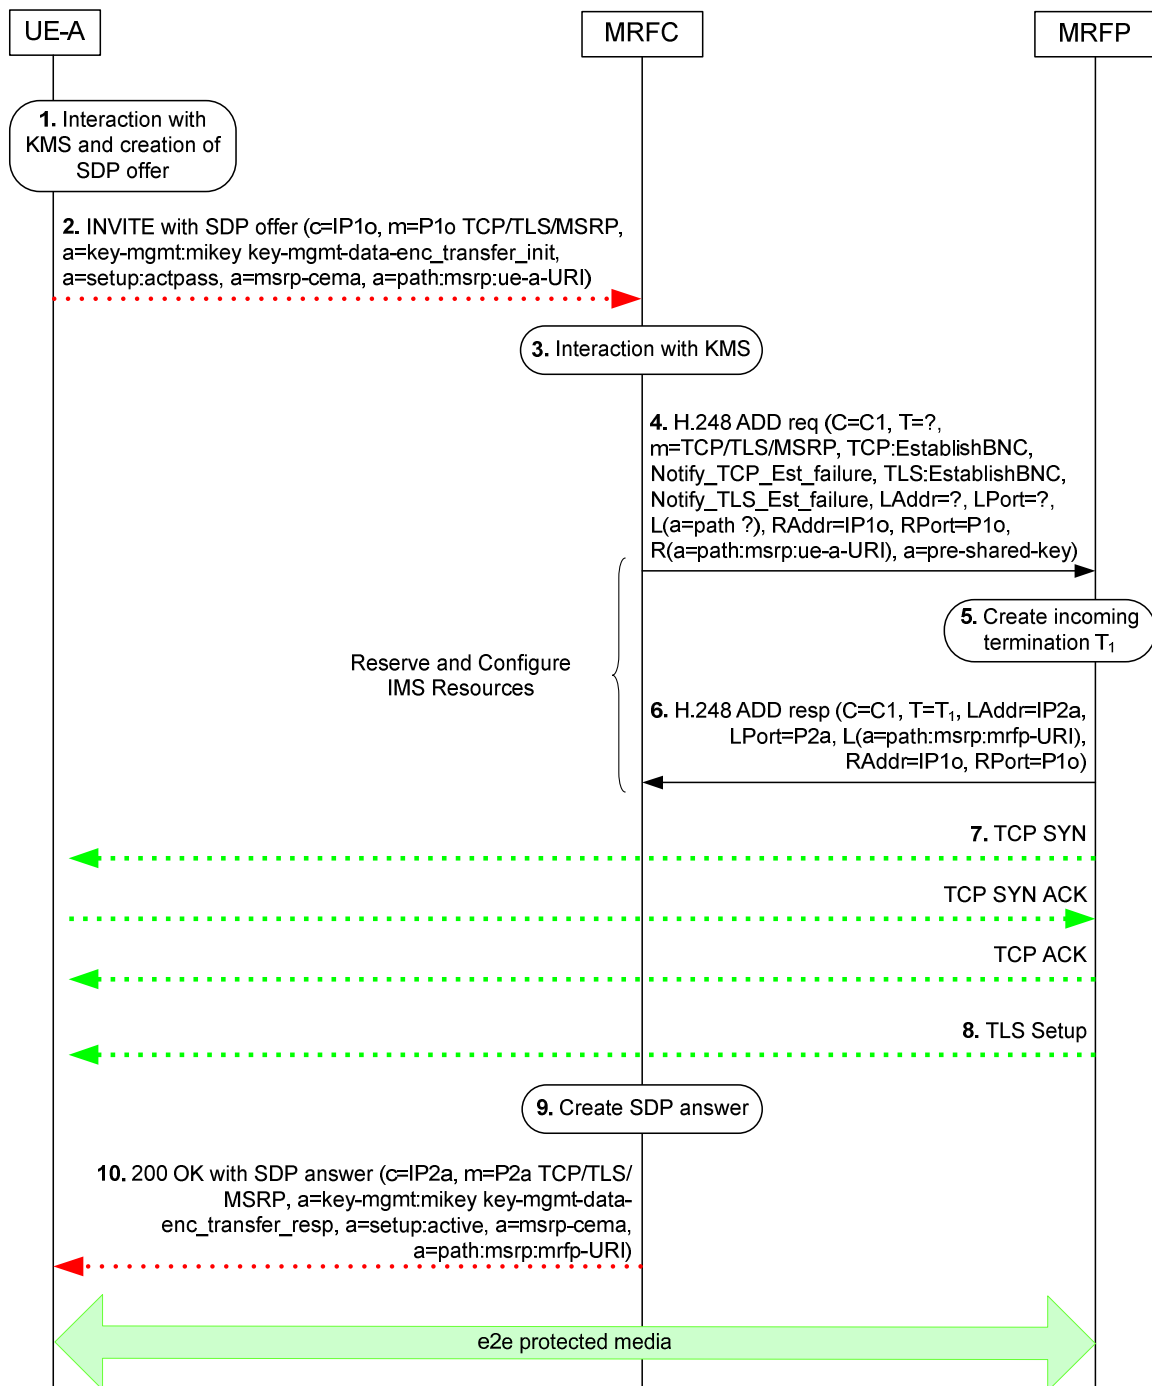 UE-A
MRFC
MRFP
1. Interaction with
KMS and creation of
SDP offer
2. INVITE with SDP offer (c=IP1o, m=P1o TCP/TLS/MSRP,
a=key-mgmt:mikey key-mgmt-data-enc_transfer_init,
a=setup:actpass, a=msrp-cema, a=path:msrp:ue-a-URI)
3. Interaction with KMS
4. H.248 ADD req (C=C1, T=?,
m=TCP/TLS/MSRP, TCP:EstablishBNC,
Notify_TCP_Est_failure, TLS:EstablishBNC,
Notify_TLS_Est_failure, LAddr=?, LPort=?,
L(a=path ?), RAddr=IP1o, RPort=P1o,
R(a=path:msrp:ue-a-URI), a=pre-shared-key)
5. Create incoming
termination T1
Reserve and Configure
IMS Resources
6. H.248 ADD resp (C=C1, T=T1, LAddr=IP2a,
LPort=P2a, L(a=path:msrp:mrfp-URI),
RAddr=IP1o, RPort=P1o)
7. TCP SYN
TCP SYN ACK
TCP ACK
8. TLS Setup
9. Create SDP answer
10. 200 OK with SDP answer (c=IP2a, m=P2a TCP/TLS/
MSRP, a=key-mgmt:mikey key-mgmt-data-
enc_transfer_resp, a=setup:active, a=msrp-cema,
a=path:msrp:mrfp-URI)
e2e protected media